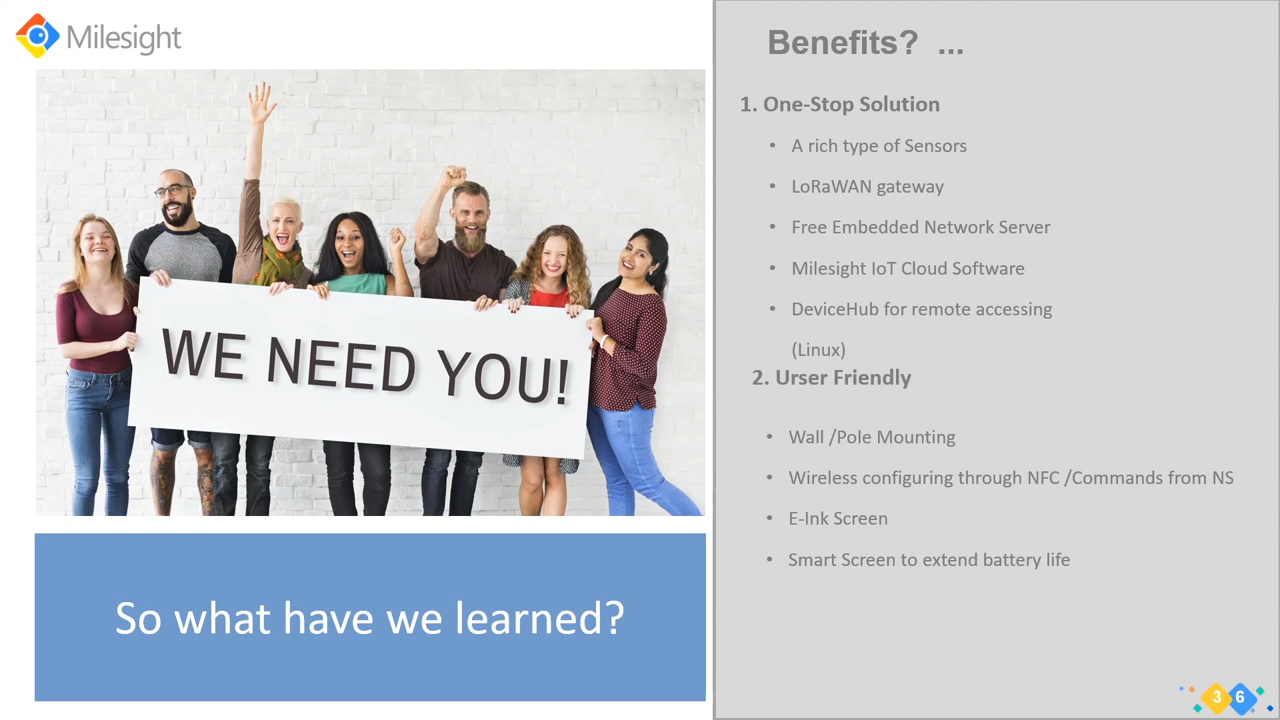 Milesight
WE NEED YOU!
So what have we learned?
Benefits? ...
1. One-Stop Solution
• A rich type of Sensors
• LoRaWAN gateway
• Free Embedded Network Server
• Milesight IoT Cloud Software
• DeviceHub for remote accessing
(Linux)
2. Urser Friendly
• Wall /Pole Mounting
• Wireless configuring through NFC /Commands from NS
• E-Ink Screen
• Smart Screen to extend battery life
3 6